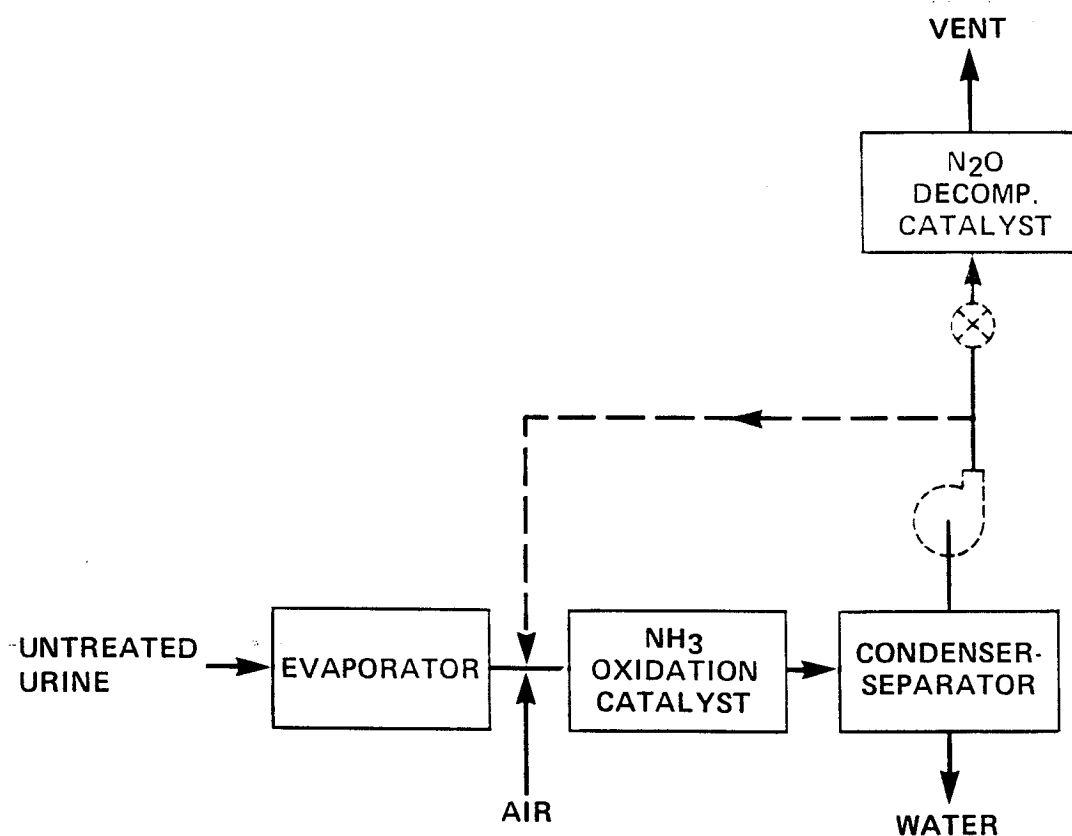 VENT
N2O
DECOMP.
CATALYST
UNTREATED
URINE
EVAPORATOR
NH3
OXIDATION
CATALYST
CONDENSER-
SEPARATOR
AIR
WATER